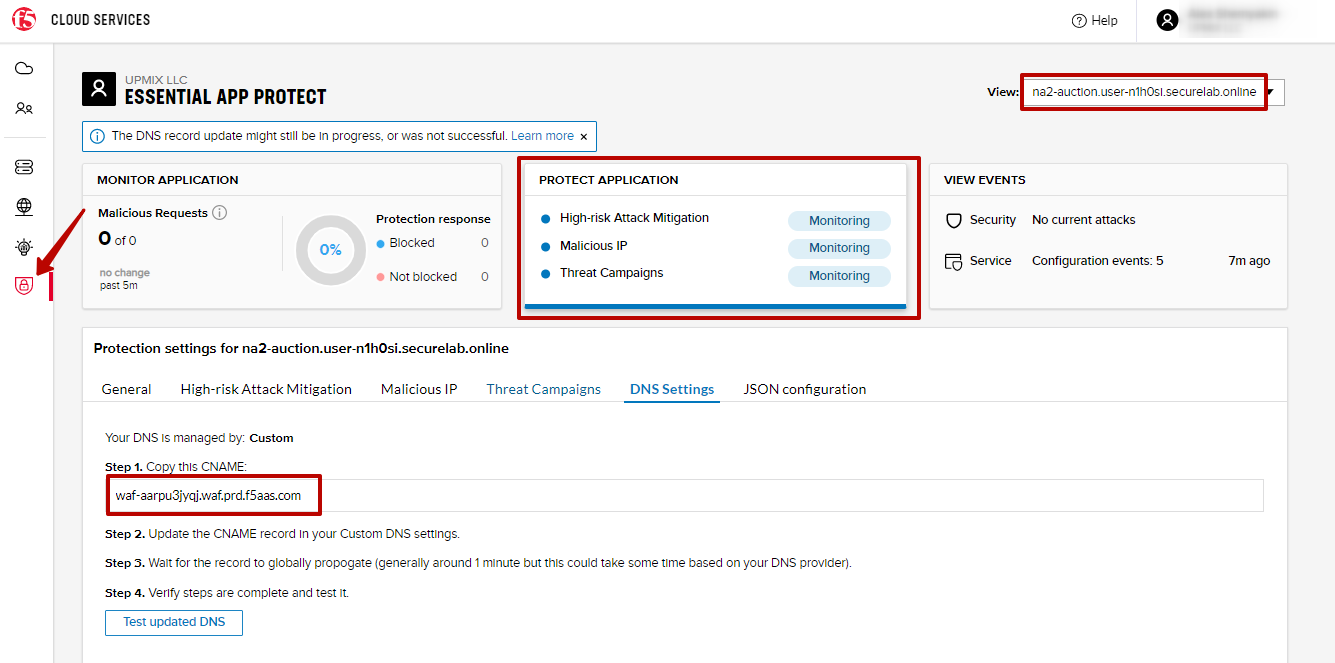 f5 CLOUD SERVICES
Help
UPMIX LLC
ESSENTIAL APP PROTECT
View: na2-auction.user-n1h0si.securelab.online
The DNS record update might still be in progress, or was not successful. Learn more ×
MONITOR APPLICATION
Malicious Requests
0 of 0
no change
past 5m
0%
Protection response
Blocked 0
Not blocked 0
PROTECT APPLICATION
High-risk Attack Mitigation Monitoring
Malicious IP Monitoring
Threat Campaigns Monitoring
VIEW EVENTS
Security No current attacks
Service Configuration events: 5 7m ago
Protection settings for na2-auction.user-n1h0si.securelab.online
General High-risk Attack Mitigation Malicious IP Threat Campaigns DNS Settings JSON configuration
Your DNS is managed by: Custom
Step 1. Copy this CNAME:
waf-aarpu3jyqj.waf.prd.f5aas.com
Step 2. Update the CNAME record in your Custom DNS settings.
Step 3. Wait for the record to globally propogate (generally around 1 minute but this could take some time based on your DNS provider).
Step 4. Verify steps are complete and test it.
Test updated DNS